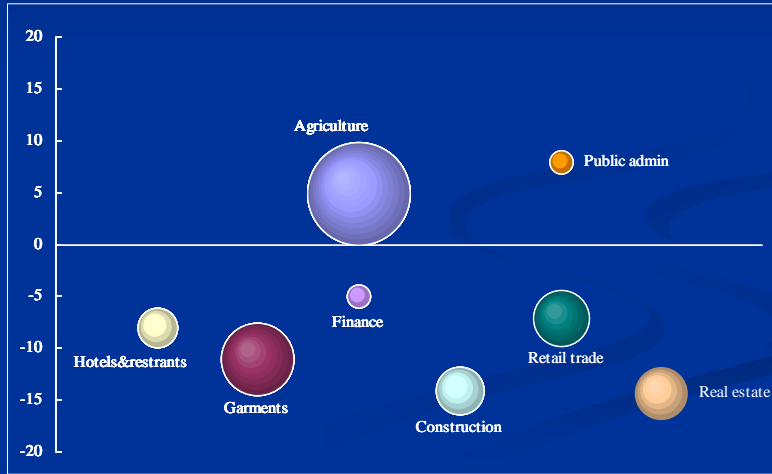 20
15
10
5
0
-5
-10
-15
-20
Agriculture
Public admin
Finance
Hotels&restrants
Garments
Retail trade
Construction
Real estate